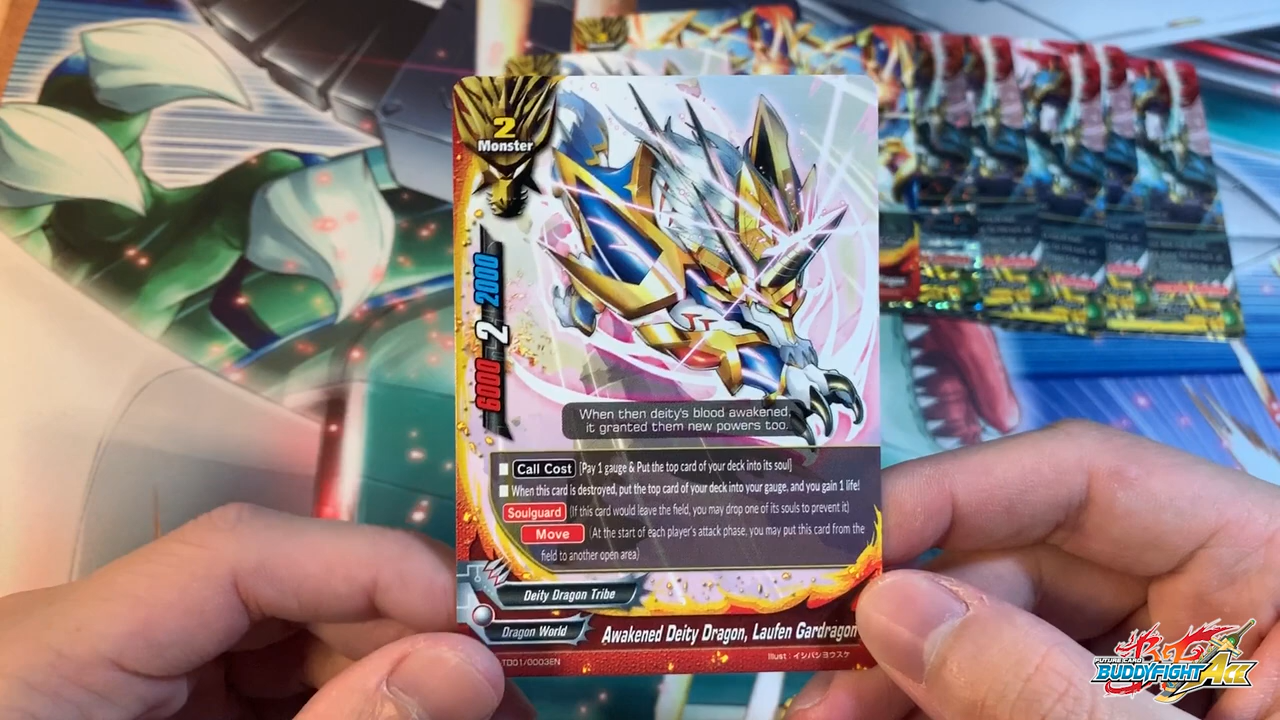 2
Monster
6000 2 2000
When then deity's blood awakened,
it granted them new powers too.
Call Cost [Pay 1 gauge & Put the top card of your deck into its soul]
When this card is destroyed, put the top card of your deck into your gauge, and you gain 1 life!
Soulguard (If this card would leave the field, you may drop one of its souls to prevent it)
Move (At the start of each player's attack phase, you may put this card from the
field to another open area)
Deity Dragon Tribe
Dragon World
Awakened Deity Dragon, Laufen Gardragon
TD01/0003EN
Illust : イシバシヨウスケ
FUTURE CARD
BUDDYFIGHT ACE